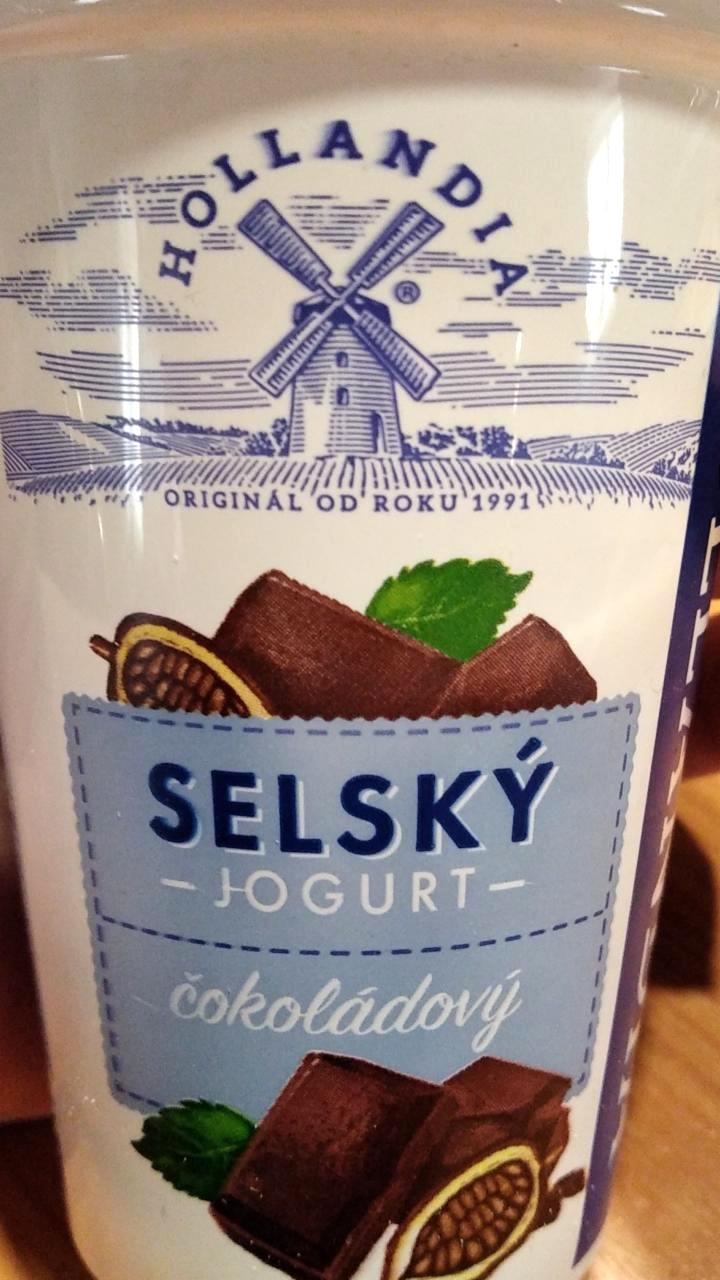 HOLLANDIA
®
ORIGINÁL OD ROKU 1991
SELSKÝ
JOGURT
čokoládový